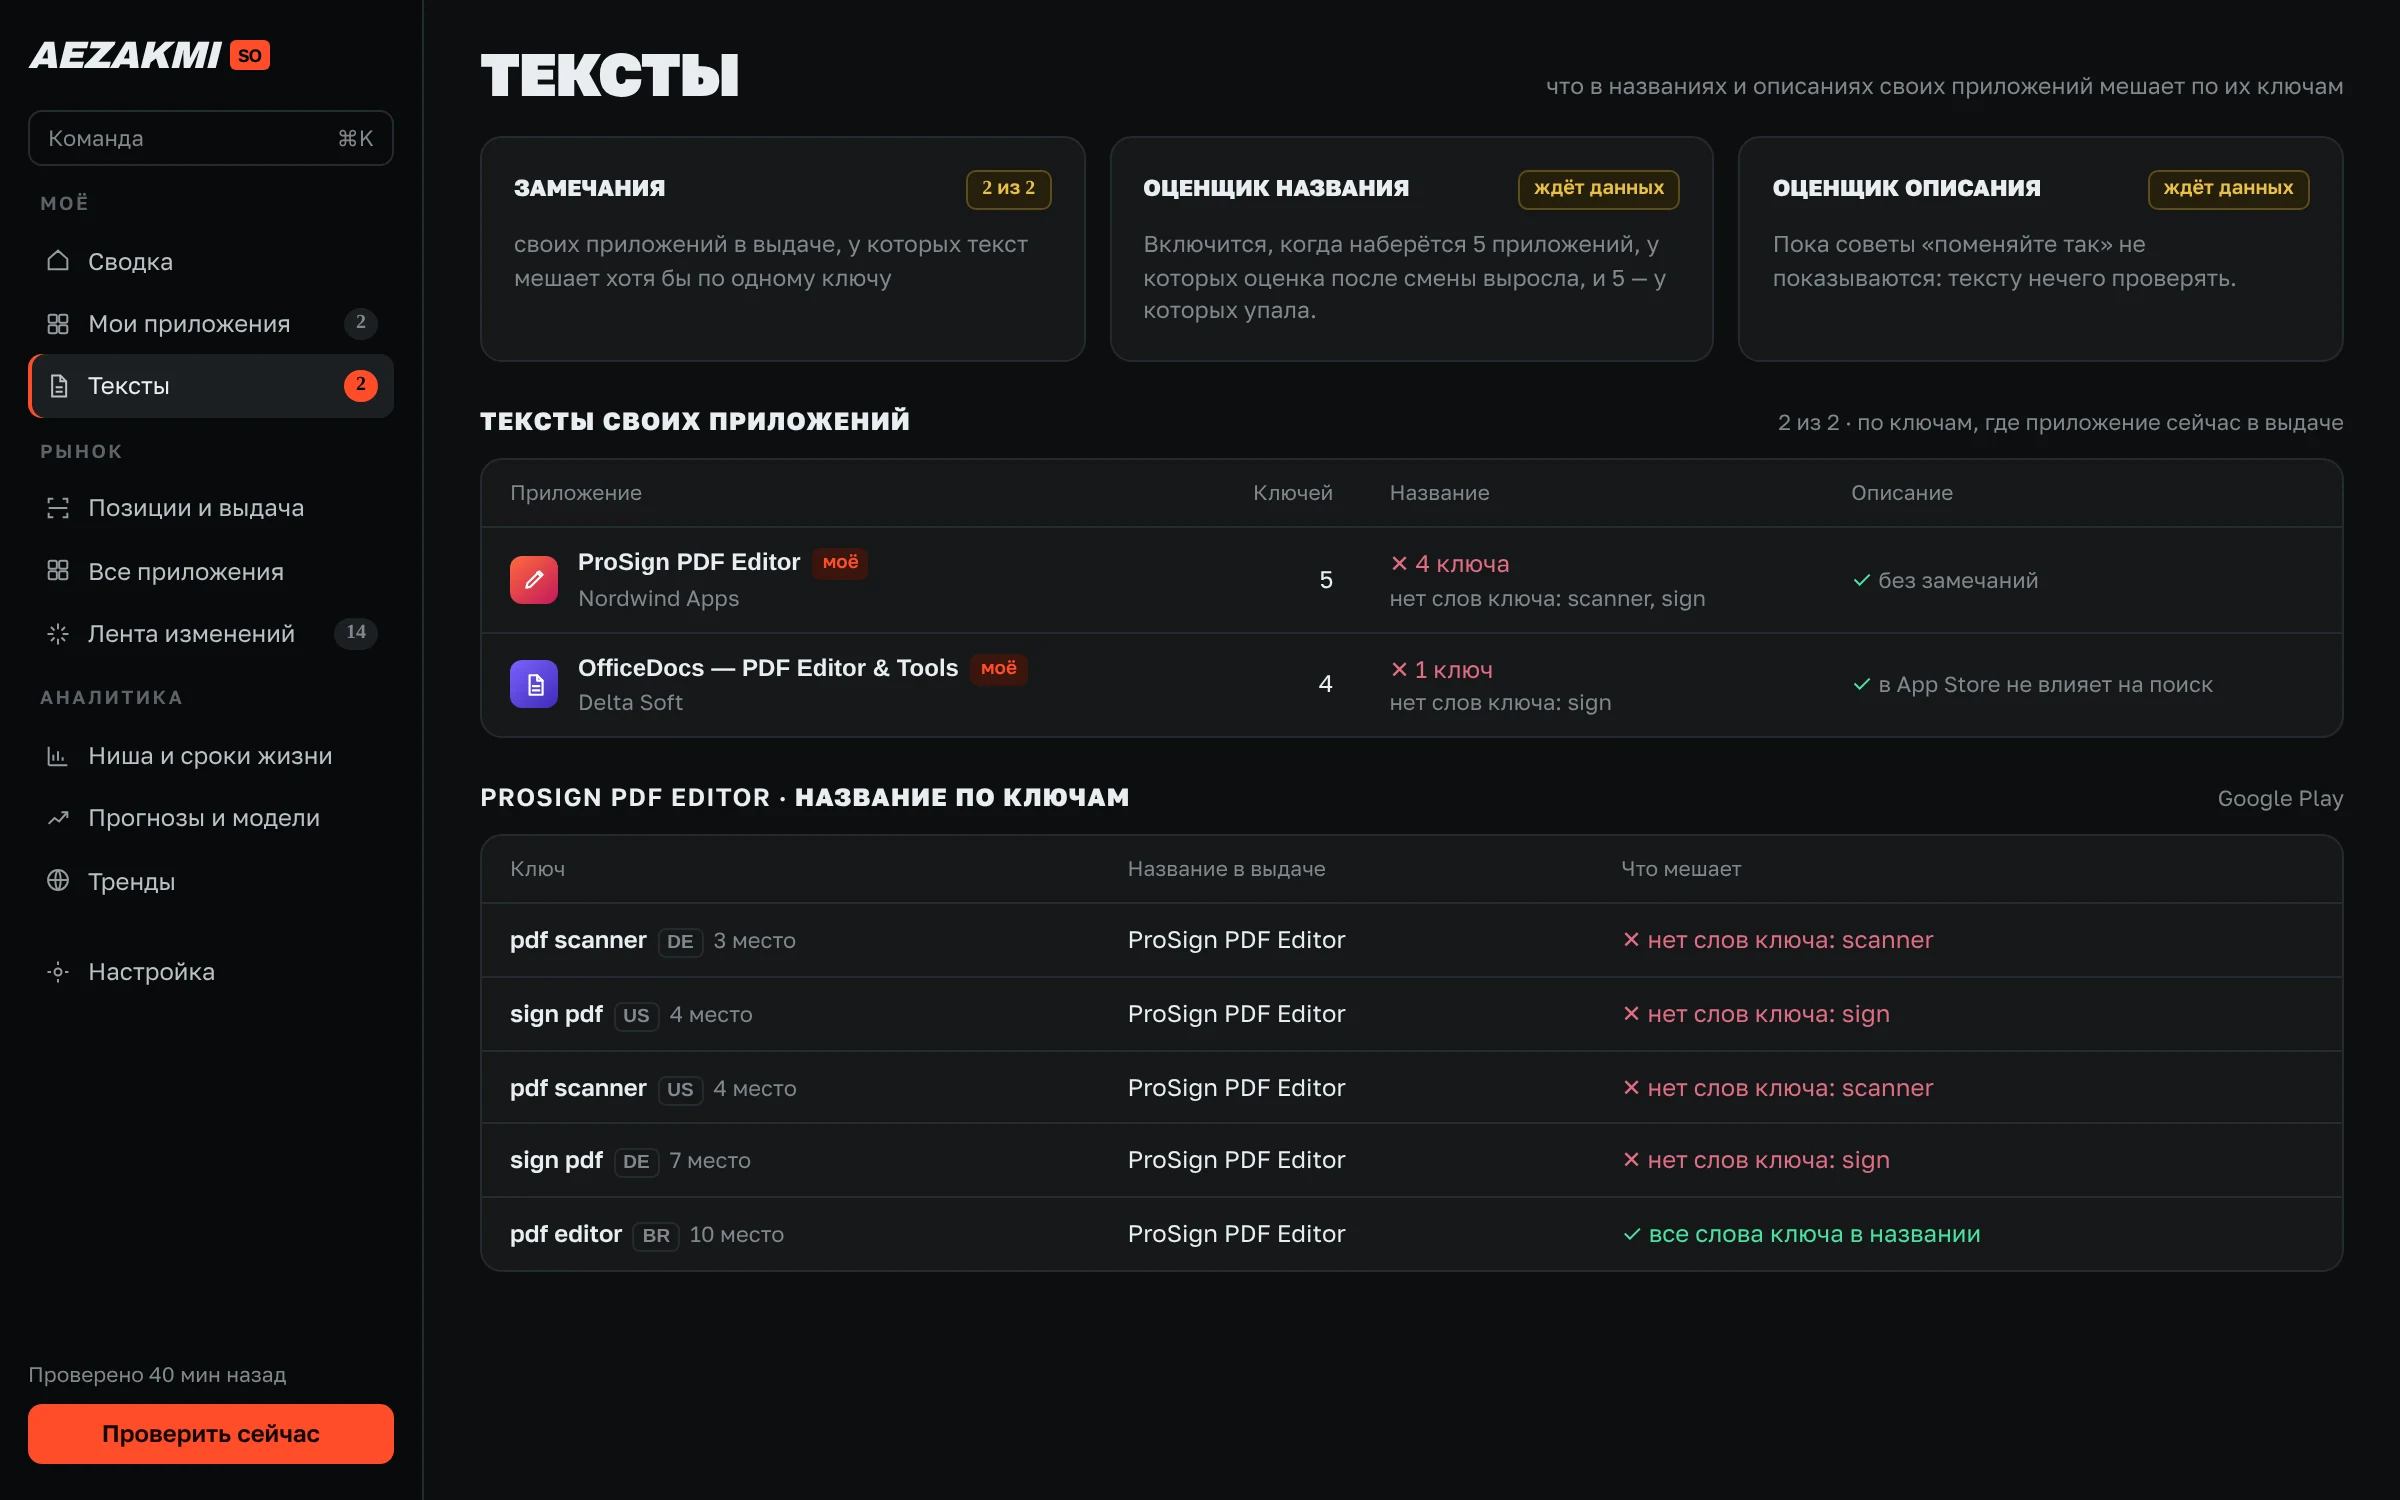 AEZAKMI SO
Команда ⌘K
МОЁ
Сводка
Мои приложения 2
Тексты 2
РЫНОК
Позиции и выдача
Все приложения
Лента изменений 14
АНАЛИТИКА
Ниша и сроки жизни
Прогнозы и модели
Тренды
Настройка
Проверено 40 мин назад
Проверить сейчас
ТЕКСТЫ
что в названиях и описаниях своих приложений мешает по их ключам
ЗАМЕЧАНИЯ 2 из 2
своих приложений в выдаче, у которых текст
мешает хотя бы по одному ключу
ОЦЕНЩИК НАЗВАНИЯ ждёт данных
Включится, когда наберётся 5 приложений, у
которых оценка после смены выросла, и 5 — у
которых упала.
ОЦЕНЩИК ОПИСАНИЯ ждёт данных
Пока советы «поменяйте так» не
показываются: тексту нечего проверять.
ТЕКСТЫ СВОИХ ПРИЛОЖЕНИЙ
2 из 2 · по ключам, где приложение сейчас в выдаче
Приложение Ключей Название Описание
ProSign PDF Editor моё
Nordwind Apps
5
✕ 4 ключа
нет слов ключа: scanner, sign
✓ без замечаний
OfficeDocs — PDF Editor & Tools моё
Delta Soft
4
✕ 1 ключ
нет слов ключа: sign
✓ в App Store не влияет на поиск
PROSIGN PDF EDITOR · НАЗВАНИЕ ПО КЛЮЧАМ
Google Play
Ключ Название в выдаче Что мешает
pdf scanner DE 3 место ProSign PDF Editor ✕ нет слов ключа: scanner
sign pdf US 4 место ProSign PDF Editor ✕ нет слов ключа: sign
pdf scanner US 4 место ProSign PDF Editor ✕ нет слов ключа: scanner
sign pdf DE 7 место ProSign PDF Editor ✕ нет слов ключа: sign
pdf editor BR 10 место ProSign PDF Editor ✓ все слова ключа в названии